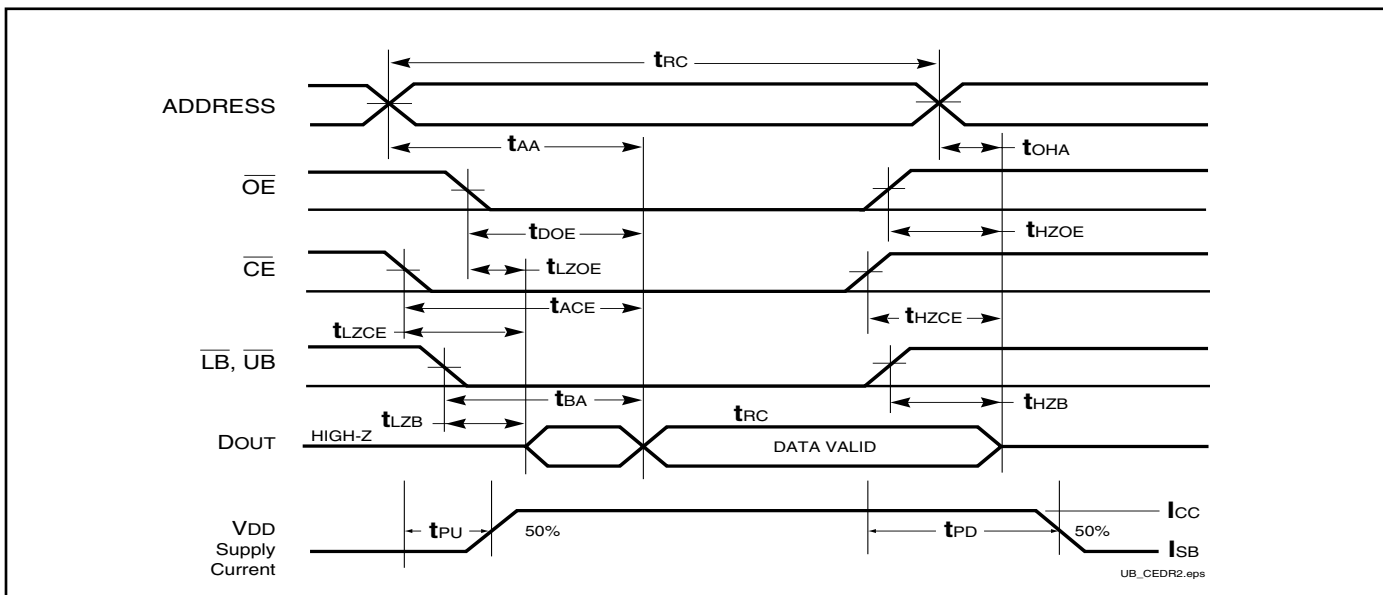 tRC
ADDRESS
tAA
tOHA
OE
tDOE
tHZOE
CE
tLZOE
tACE
tHZCE
tLZCE
LB, UB
tBA
tHZB
tLZB
tRC
DOUT
HIGH-Z
DATA VALID
ICC
VDD
Supply
Current
tPU
50%
tPD
50%
ISB
UB_CEDR2.eps